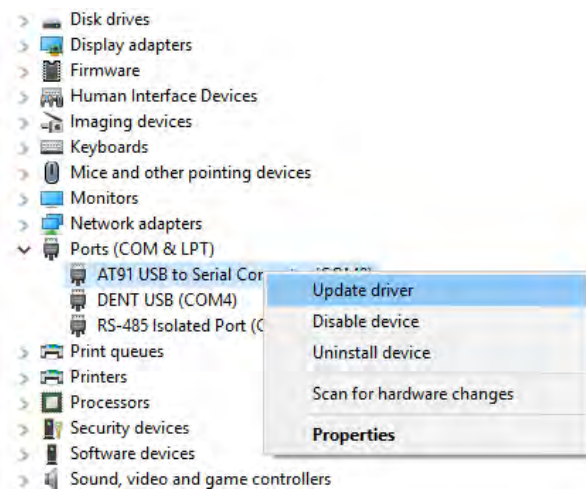 Disk drives
Display adapters
Firmware
Human Interface Devices
Imaging devices
Keyboards
Mice and other pointing devices
Monitors
Network adapters
Ports (COM & LPT)
AT91 USB to Serial
DENT USB (COM4)
RS-485 Isolated Port
Print queues
Printers
Processors
Security devices
Software devices
Sound, video and game controllers
Update driver
Disable device
Uninstall device
Scan for hardware changes
Properties